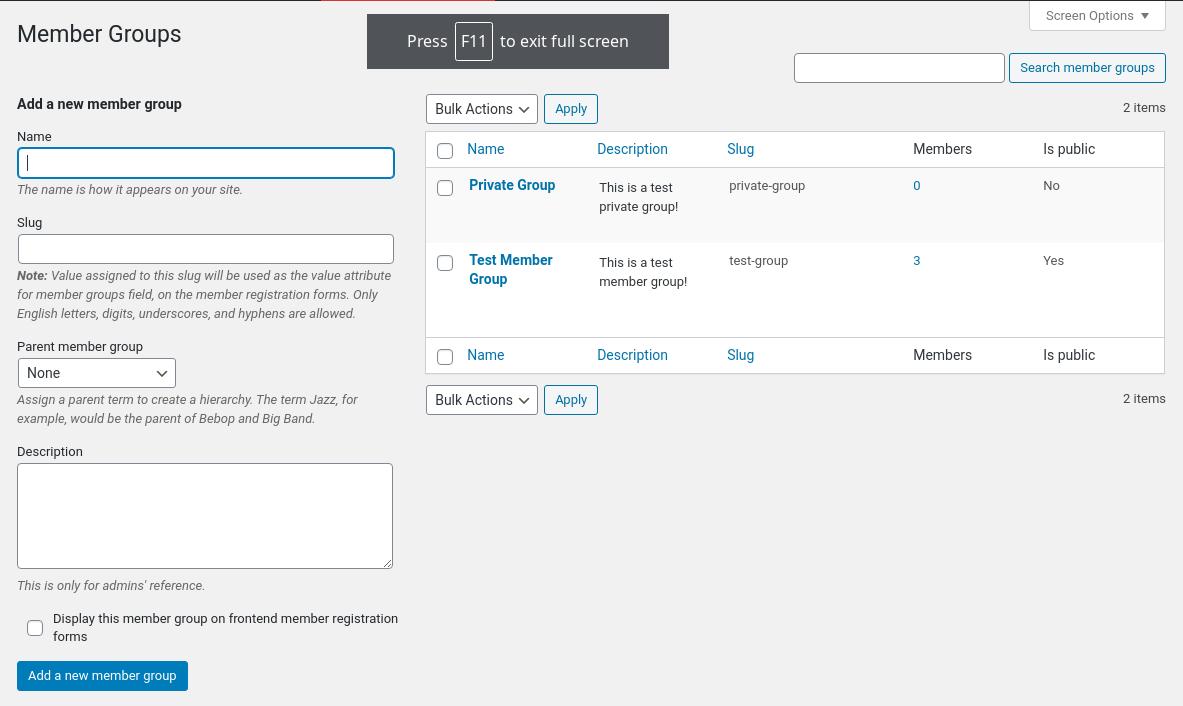 Member Groups
Press F11 to exit full screen
Screen Options
Search member groups
Add a new member group
Name
The name is how it appears on your site.
Slug
Note: Value assigned to this slug will be used as the value attribute
for member groups field, on the member registration forms. Only
English letters, digits, underscores, and hyphens are allowed.
Parent member group
None
Assign a parent term to create a hierarchy. The term Jazz, for
example, would be the parent of Bebop and Big Band.
Description
This is only for admins' reference.
Display this member group on frontend member registration
forms
Add a new member group
Bulk Actions Apply 2 items
Name Description Slug Members Is public
Private Group This is a test private-group 0 No
private group!
Test Member This is a test test-group 3 Yes
Group member group!
Name Description Slug Members Is public
Bulk Actions Apply 2 items